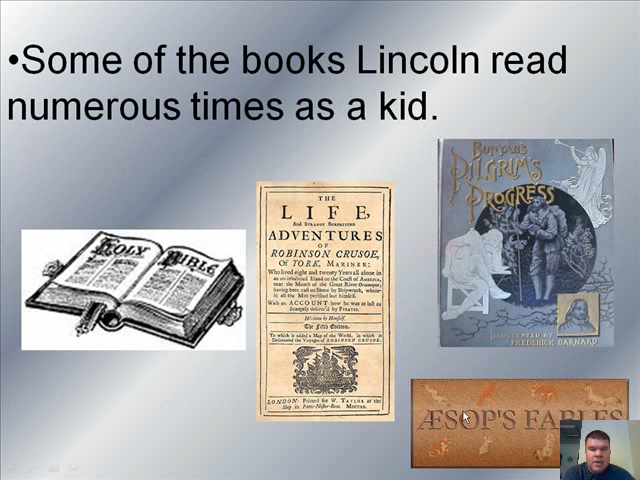 •Some of the books Lincoln read
numerous times as a kid.
HOLY BIBLE
THE
LIFE,
And STRANGE SURPRIZING
ADVENTURES
OF
ROBINSON CRUSOE,
Of YORK, MARINER:
Who lived eight and twenty Years all alone in
an un-inhabited Island on the Coast of AMERICA,
near the Mouth of the Great River Oroonoque;
having been cast on Shore by Shipwreck, where-
in all the Men perished but himself.
With an ACCOUNT how he was at last as
strangely deliver'd by PYRATES.
Written by Himself.
The Fifth Edition.
To which is added a Map of the World, in which is
Delineated the Voyages of ROBINSON CRUSOE.
LONDON: Printed for W. TAYLOR at the
Ship in Pater-Noster-Row.
BUNYAN'S
PILGRIM'S
PROGRESS
ILLUSTRATED BY
FREDERICK BARNARD
ÆSOP'S FABLES